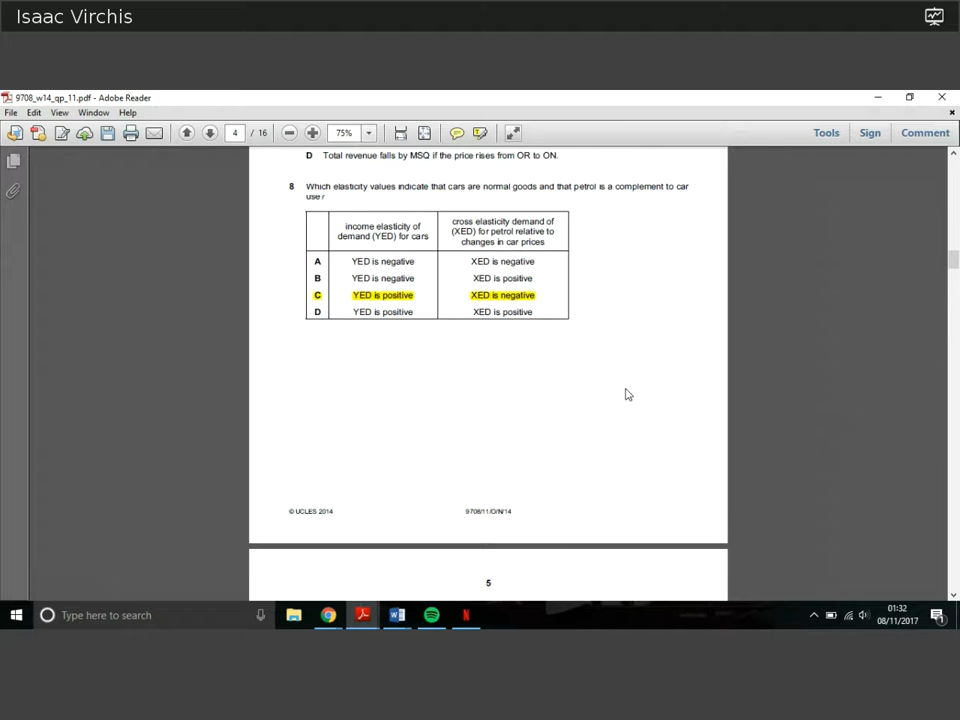 Isaac Virchis
9708_w14_qp_11.pdf - Adobe Reader
File Edit View Window Help
4 / 16 75% Tools Sign Comment
D Total revenue falls by MSQ if the price rises from OR to ON.
8 Which elasticity values indicate that cars are normal goods and that petrol is a complement to car
use?
income elasticity of
demand (YED) for cars
cross elasticity demand of
(XED) for petrol relative to
changes in car prices
A YED is negative XED is negative
B YED is negative XED is positive
C YED is positive XED is negative
D YED is positive XED is positive
© UCLES 2014 9708/11/O/N/14
5
Type here to search
01:32
08/11/2017